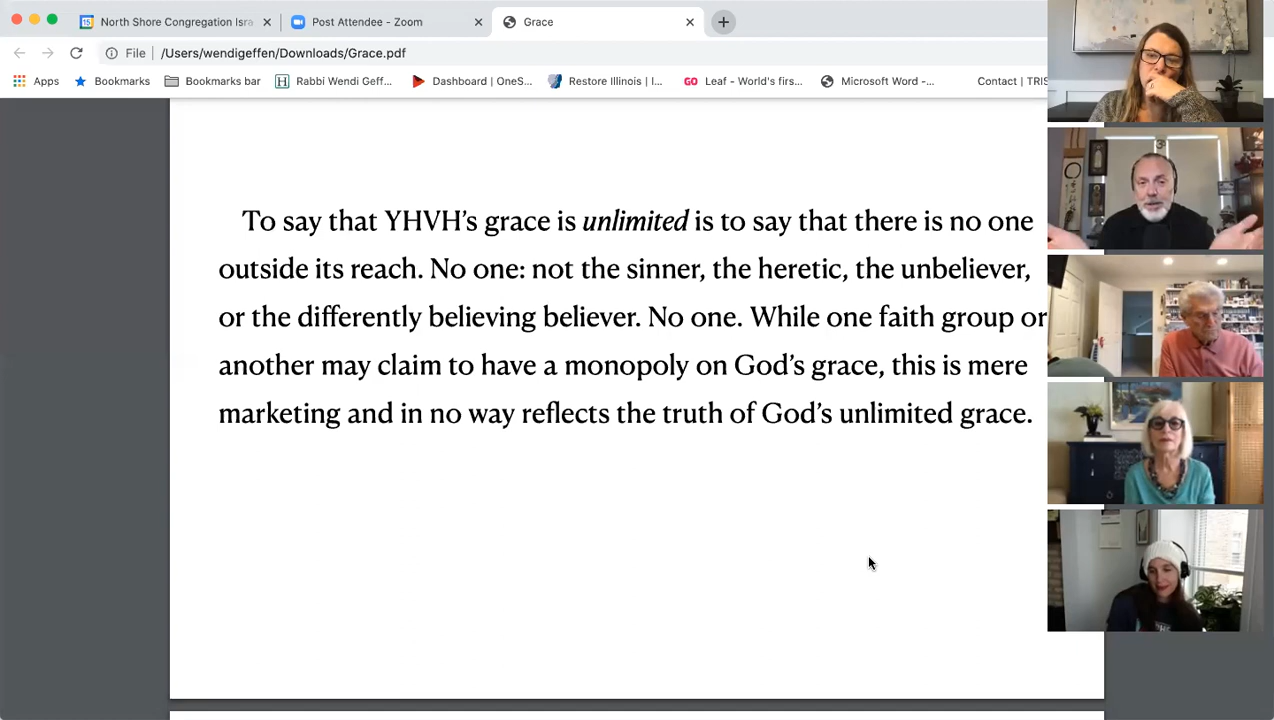 North Shore Congregation Isra
Post Attendee - Zoom
Grace
File
/Users/wendigeffen/Downloads/Grace.pdf
Apps
Bookmarks
Bookmarks bar
Rabbi Wendi Geff...
Dashboard | OneS...
Restore Illinois | I...
GO
Leaf - World's first...
Microsoft Word -...
Contact | TRIS
To say that YHVH's grace is unlimited is to say that there is no one
outside its reach. No one: not the sinner, the heretic, the unbeliever,
or the differently believing believer. No one. While one faith group or
another may claim to have a monopoly on God's grace, this is mere
marketing and in no way reflects the truth of God's unlimited grace.